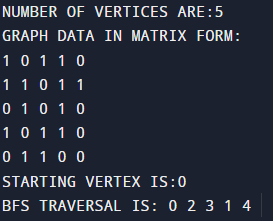 NUMBER OF VERTICES ARE:5
GRAPH DATA IN MATRIX FORM:
1 0 1 1 0
1 1 0 1 1
0 1 0 1 0
1 0 1 1 0
0 1 1 0 0
STARTING VERTEX IS:0
BFS TRAVERSAL IS: 0 2 3 1 4